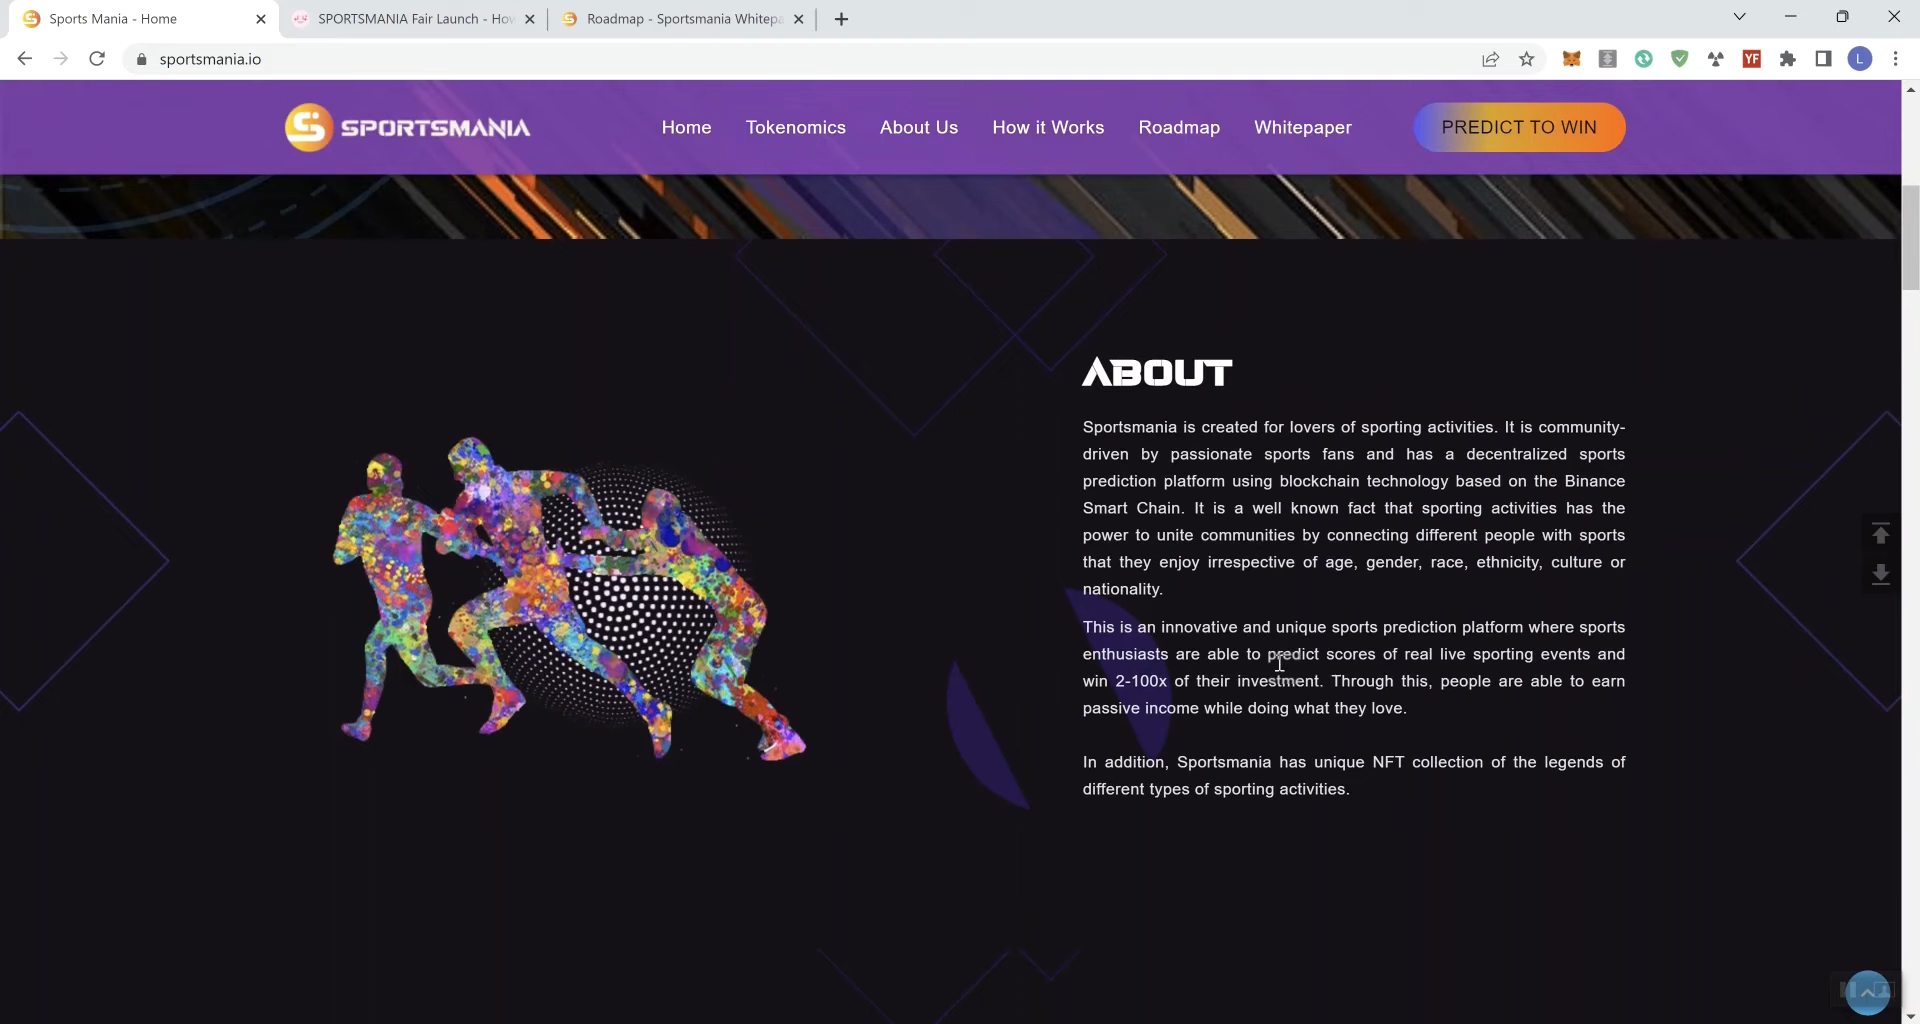 Sports Mania - Home
SPORTSMANIA Fair Launch - How
Roadmap - Sportsmania Whitepa
sportsmania.io
YF
L
SPORTSMANIA
Home
Tokenomics
About Us
How it Works
Roadmap
Whitepaper
PREDICT TO WIN
ABOUT
Sportsmania is created for lovers of sporting activities. It is community-
driven by passionate sports fans and has a decentralized sports
prediction platform using blockchain technology based on the Binance
Smart Chain. It is a well known fact that sporting activities has the
power to unite communities by connecting different people with sports
that they enjoy irrespective of age, gender, race, ethnicity, culture or
nationality.
This is an innovative and unique sports prediction platform where sports
enthusiasts are able to predict scores of real live sporting events and
win 2-100x of their investment. Through this, people are able to earn
passive income while doing what they love.
In addition, Sportsmania has unique NFT collection of the legends of
different types of sporting activities.